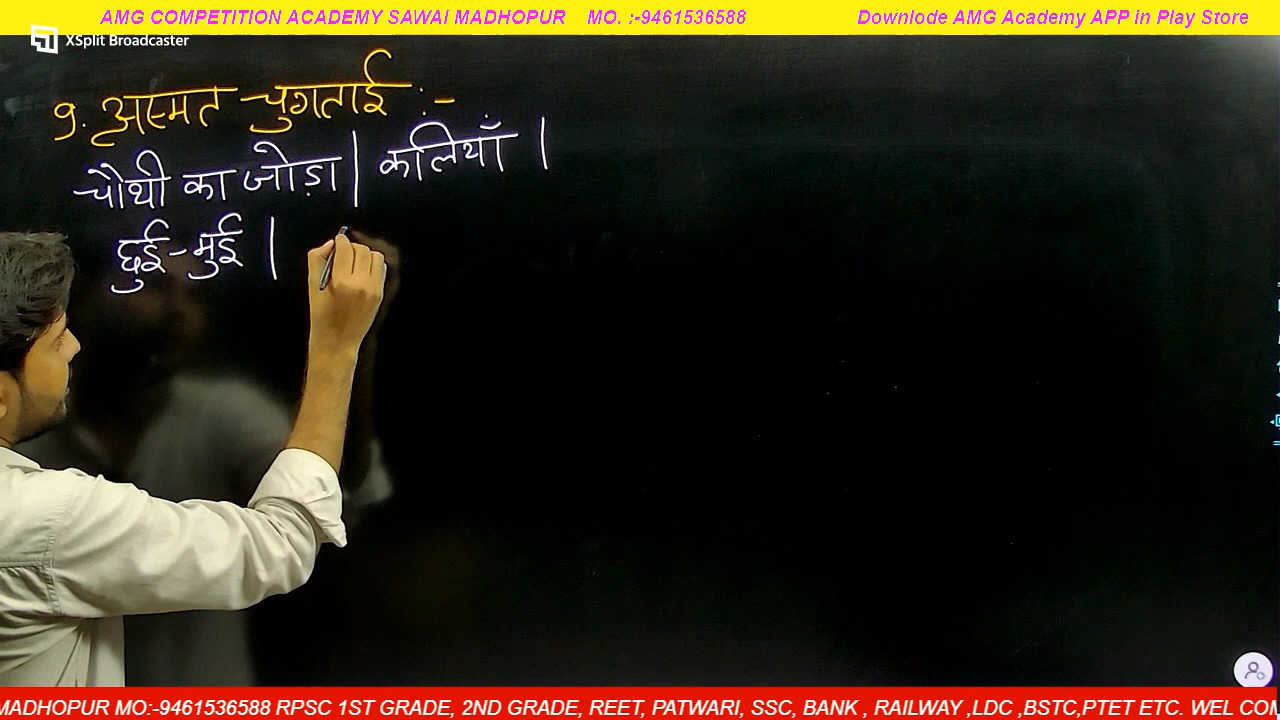 AMG COMPETITION ACADEMY SAWAI MADHOPUR MO. :-9461536588 Downlode AMG Academy APP in Play Store
XSplit Broadcaster
9. अस्मत चुगताई :-
चौथी का जोड़ा | कलियाँ |
छुई-मुई |
MADHOPUR MO:-9461536588 RPSC 1ST GRADE, 2ND GRADE, REET, PATWARI, SSC, BANK , RAILWAY ,LDC ,BSTC,PTET ETC. WEL COM